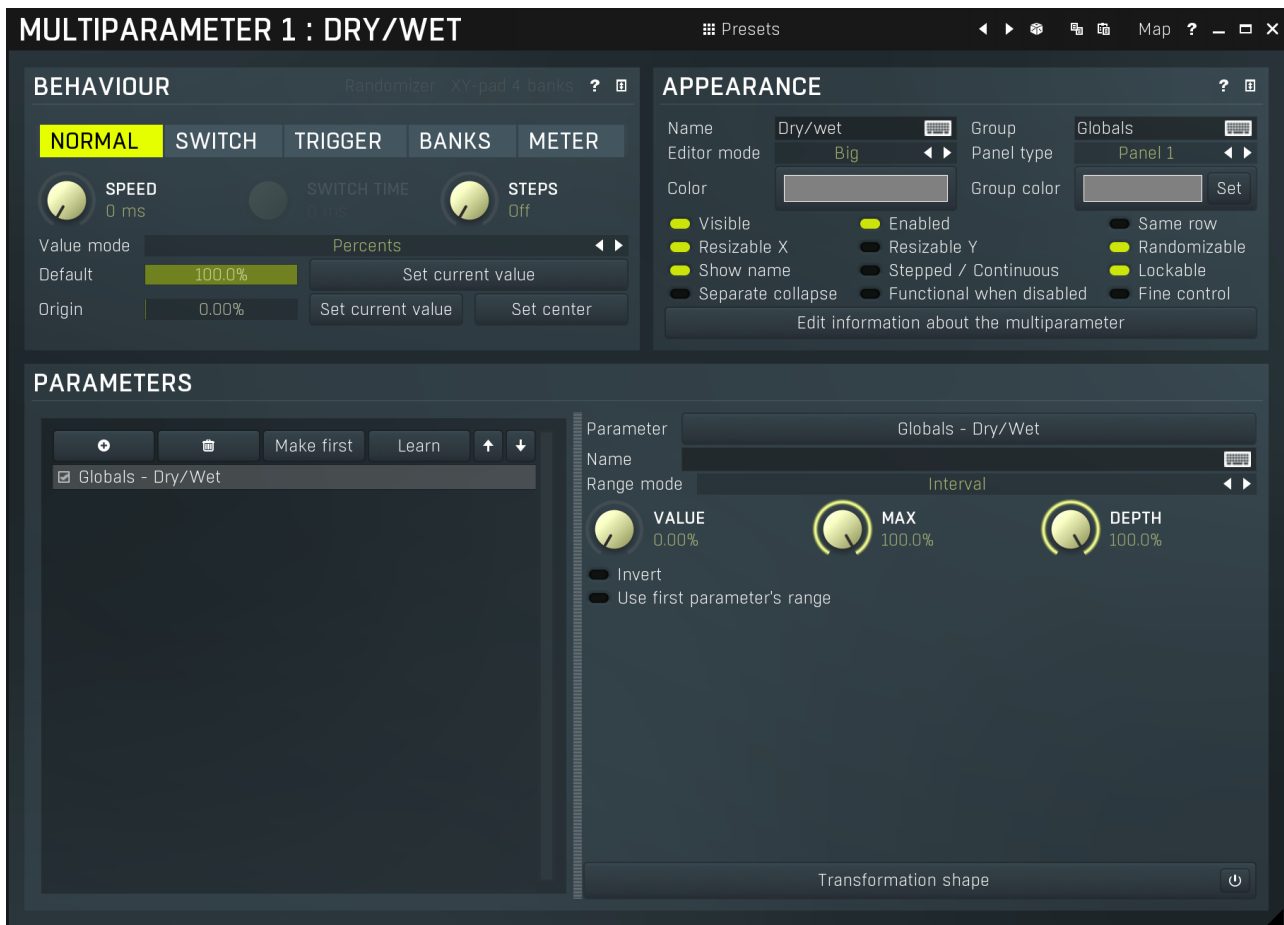 MULTIPARAMETER 1 : DRY/WET
Presets
Map ?
BEHAVIOUR
Randomizer XY-pad 4 banks ?
NORMAL SWITCH TRIGGER BANKS METER
SPEED
0 ms
SWITCH TIME
0 ms
STEPS
Off
Value mode Percents
Default 100.0% Set current value
Origin 0.00% Set current value Set center
APPEARANCE ?
Name Dry/wet Group Globals
Editor mode Big Panel type Panel 1
Color Group color Set
Visible Enabled Same row
Resizable X Resizable Y Randomizable
Show name Stepped / Continuous Lockable
Separate collapse Functional when disabled Fine control
Edit information about the multiparameter
PARAMETERS
Make first Learn
Globals - Dry/Wet
Parameter Globals - Dry/Wet
Name
Range mode Interval
VALUE
0.00%
MAX
100.0%
DEPTH
100.0%
Invert
Use first parameter's range
Transformation shape